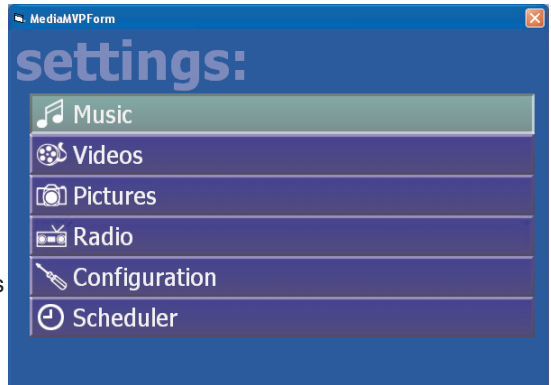 MediaMVPForm
settings:
Music
Videos
Pictures
Radio
s
Configuration
Scheduler